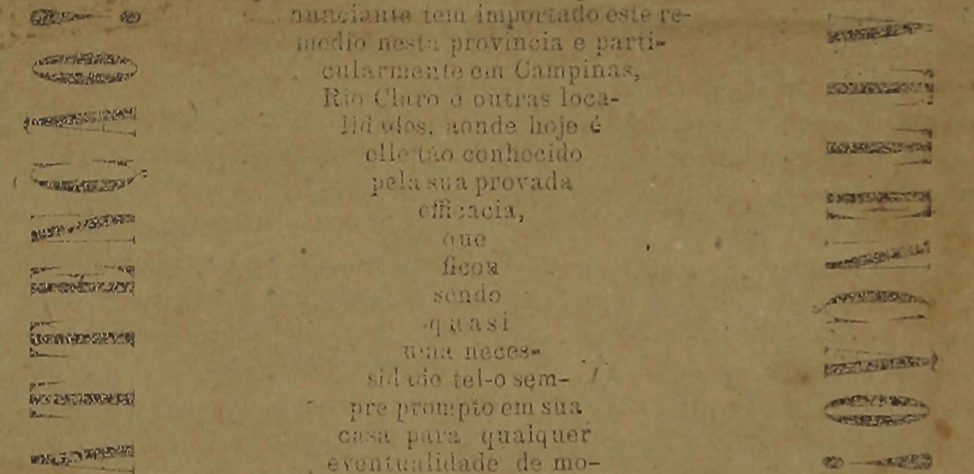 nunciante tem importado este re-
medio nesta provincia e parti-
cularmente em Campinas,
Rio Claro e outras loca-
lidades, aonde hoje é
elle tão conhecido
pela sua provada
efficacia,
que
ficou
sendo
quasi
uma neces-
sidade tel-o sem-
pre prompto em sua
casa para qualquer
eventualidade de mo-